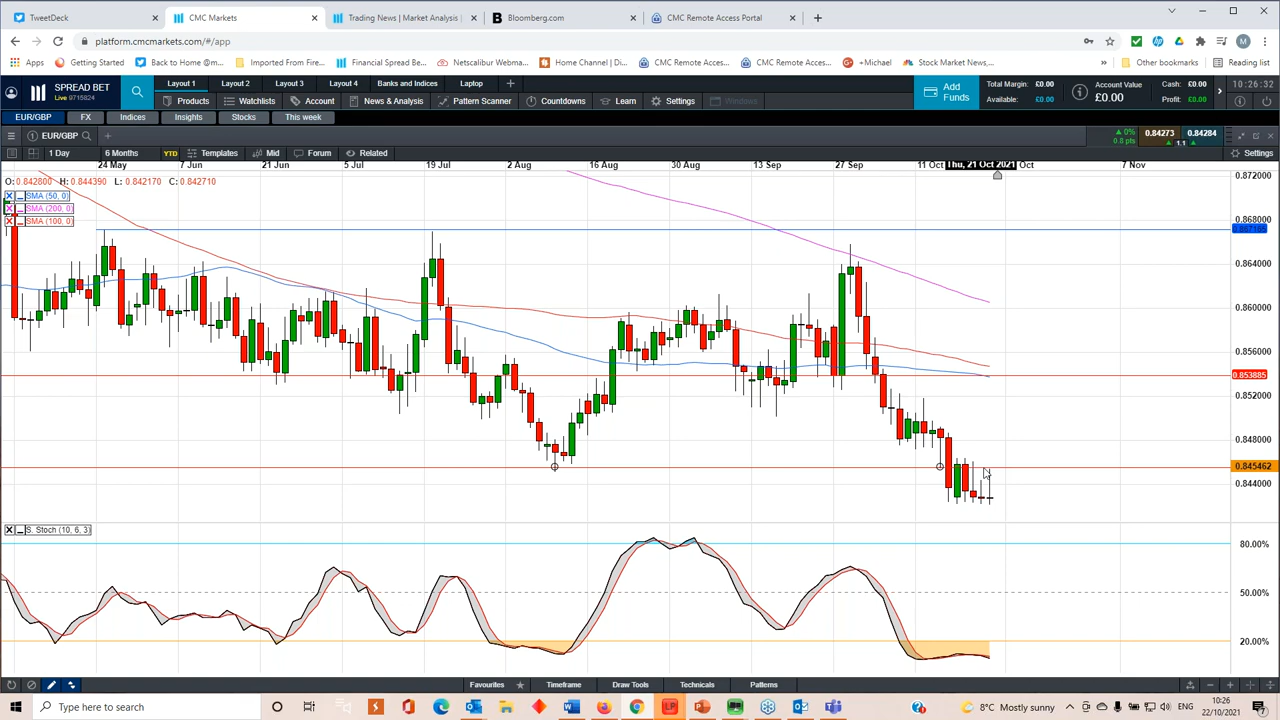 TweetDeck
CMC Markets
Trading News | Market Analysis |
Bloomberg.com
CMC Remote Access Portal
platform.cmcmarkets.com/#/app
M
Apps
Getting Started
Imported From Fire...
Back to Home @m...
Financial Spread Be...
Netscalibur Webma...
Home Channel | Di...
CMC Remote Acces...
CMC Remote Acces...
+Michael
Stock Market News,...
Other bookmarks
Reading list
SPREAD BET
Live 9715824
Layout 1
Layout 2
Layout 3
Layout 4
Banks and Indices
Laptop
Products
Watchlists
Account
News & Analysis
Pattern Scanner
Countdowns
Learn
Settings
Windows
Add Funds
Total Margin: £0.00
Available: £0.00
Account Value
£0.00
Cash: £0.00
Profit: £0.00
10:26:32
EUR/GBP
FX
Indices
Insights
Stocks
This week
1 EUR/GBP
0%
0.8 pts
0.84273
1.1
0.84284
1 Day
6 Months
YTD
Templates
Mid
Forum
Related
Settings
24 May
7 Jun
21 Jun
5 Jul
19 Jul
2 Aug
16 Aug
30 Aug
13 Sep
27 Sep
11 Oct
Thu, 21 Oct 2021
Oct
7 Nov
O: 0.842800 H: 0.844390 L: 0.842170 C: 0.842710
SMA (50, 0)
SMA (200, 0)
SMA (100, 0)
0.872000
0.868000
0.864000
0.860000
0.856000
0.853885
0.852000
0.848000
0.845462
0.844000
S. Stoch (10, 6, 3)
80.00%
50.00%
20.00%
Favourites
Timeframe
Draw Tools
Technicals
Patterns
Type here to search
8°C Mostly sunny
ENG
10:26
22/10/2021